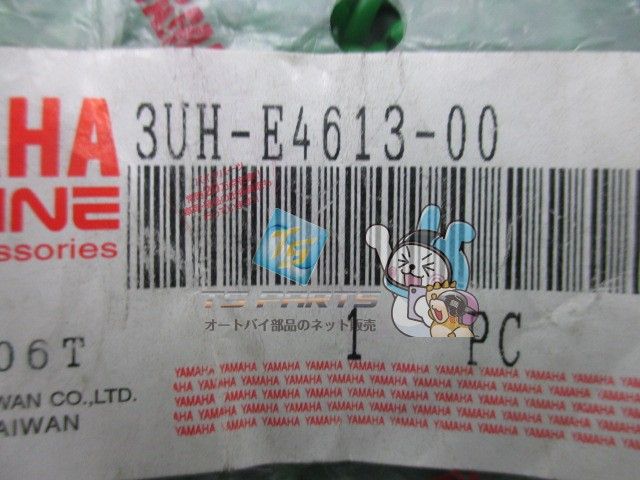 3UH-E4613-00
AHA
INE
ssories
TS PARTS
オートバイ部品のネット販売
1 PC
06T
WAN CO.,LTD.
AIWAN
YAMAHA YAMAHA YAMAHA YAMAHA YAMAHA YAMAHA YAMAHA YAMAHA YAMAHA YAMAHA